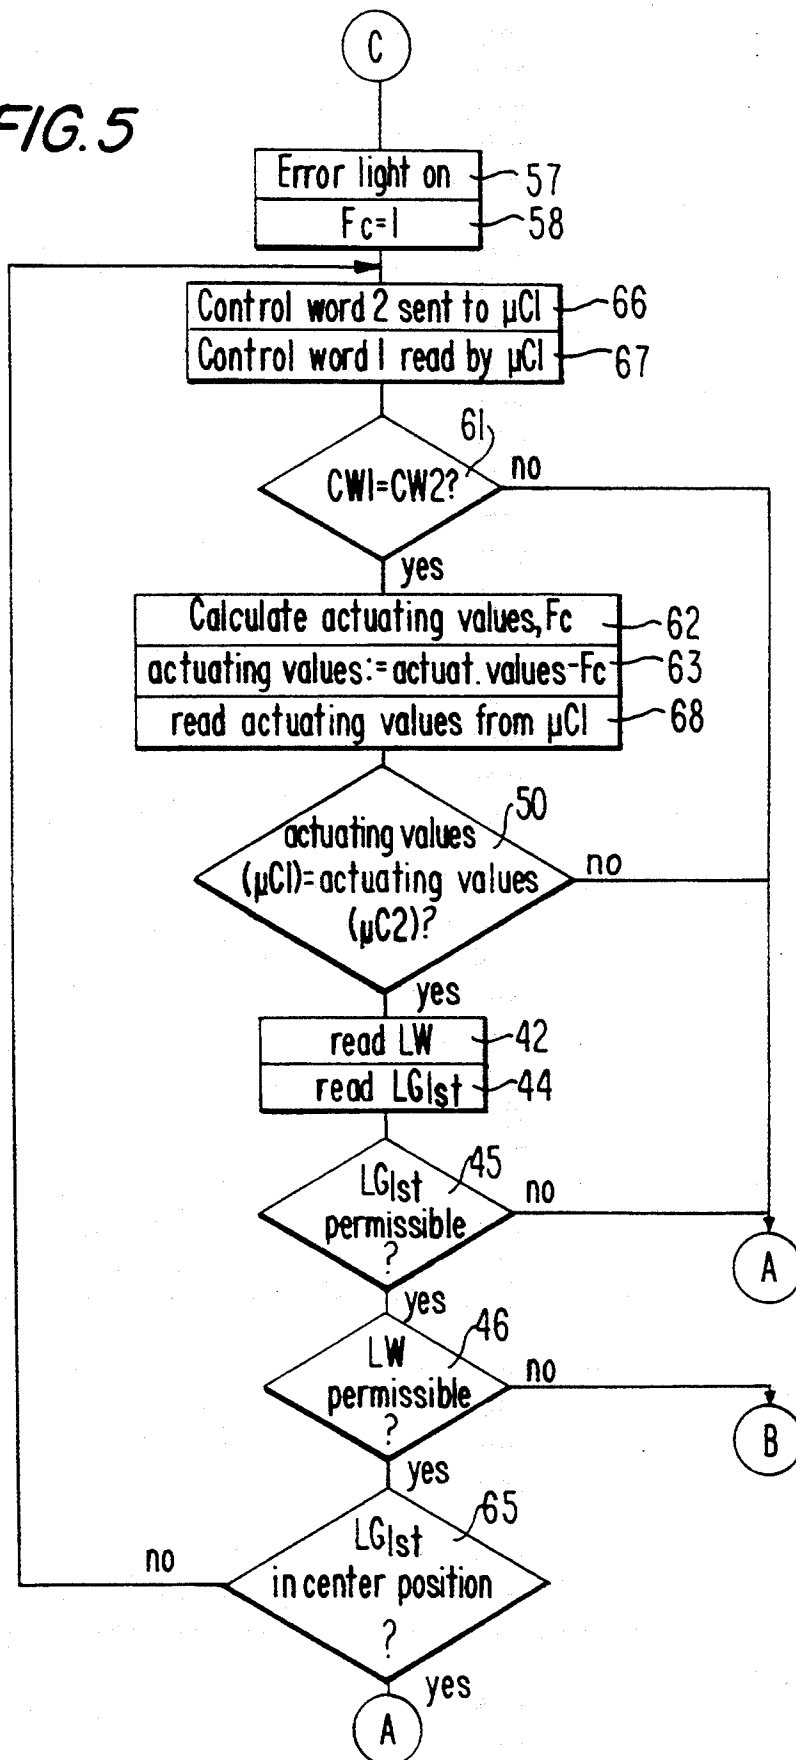 C
FIG. 5
Error light on 57
Fc=1 58
Control word 2 sent to µC1 66
Control word 1 read by µC1 67
61
CW1=CW2? no
yes
Calculate actuating values, Fc 62
actuating values:=actuat. values-Fc 63
read actuating values from µC1 68
50
actuating values
(µC1)=actuating values no
(µC2)?
yes
read LW 42
read LGIst 44
45
LGIst no
permissible
?
A
yes
46
LW no
permissible
?
B
yes
65
LGIst
no in center position
?
yes
A